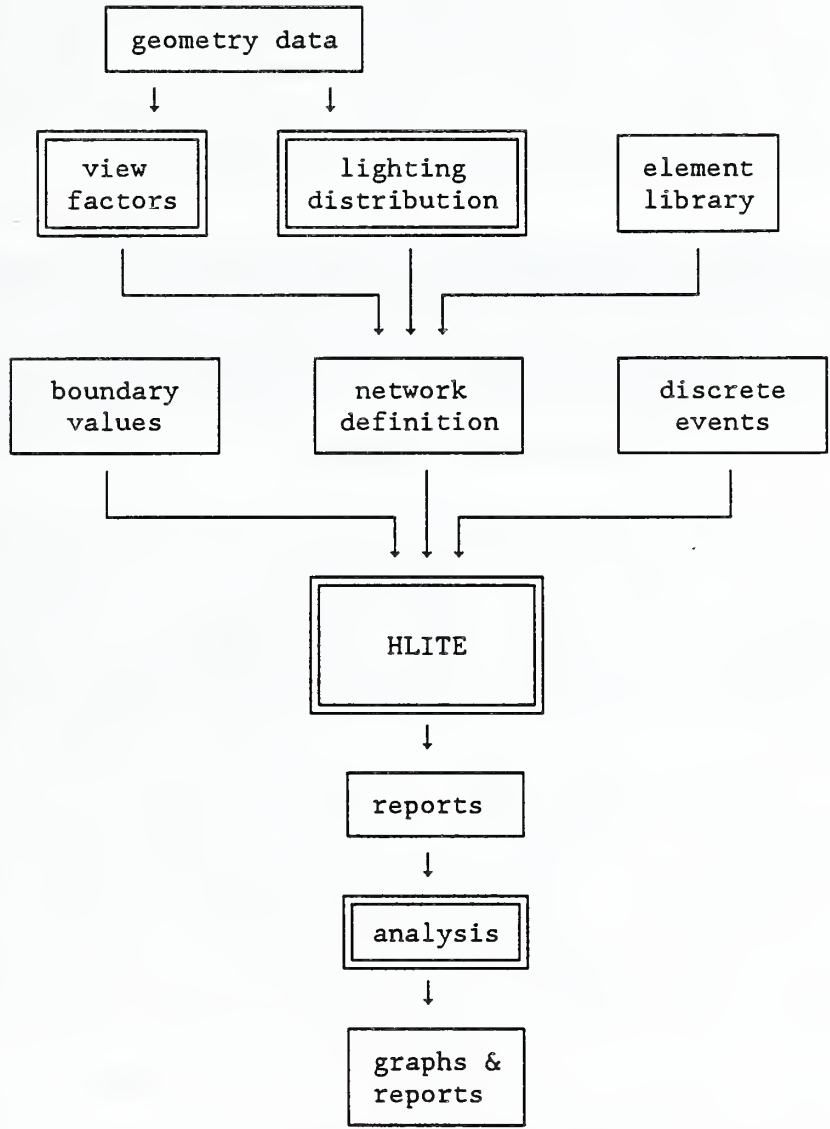 geometry data
view
factors
lighting
distribution
element
library
boundary
values
network
definition
discrete
events
HLITE
reports
analysis
graphs &
reports